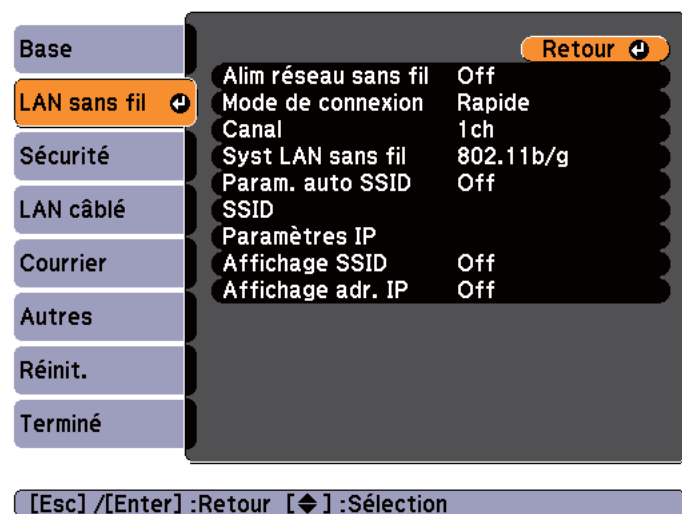 Base
LAN sans fil
Sécurité
LAN câblé
Courrier
Autres
Réinit.
Terminé
Retour
Alim réseau sans fil Off
Mode de connexion Rapide
Canal 1ch
Syst LAN sans fil 802.11b/g
Param. auto SSID Off
SSID
Paramètres IP
Affichage SSID Off
Affichage adr. IP Off
[Esc] /[Enter] :Retour [◆] :Sélection